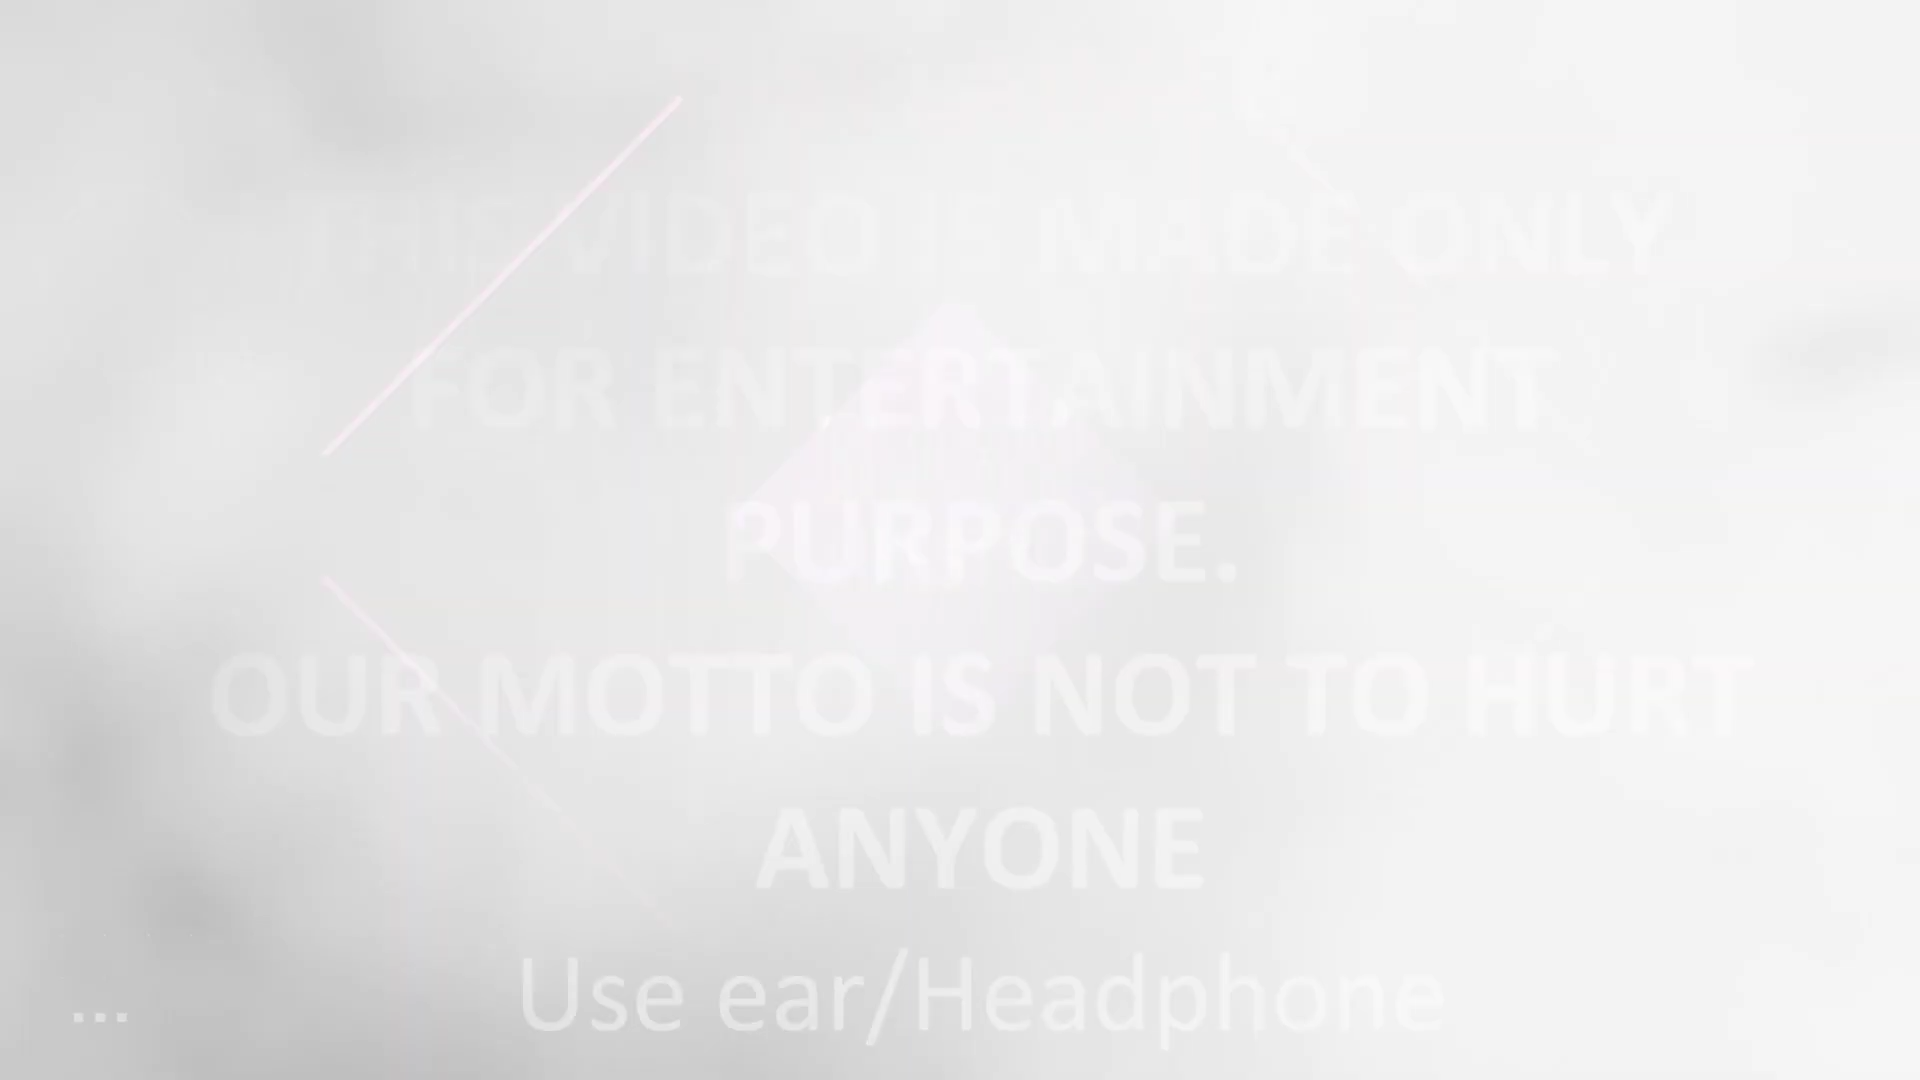 THIS VIDEO IS MADE ONLY
FOR ENTERTAINMENT
PURPOSE.
OUR MOTTO IS NOT TO HURT
ANYONE
Use ear/Headphone
...